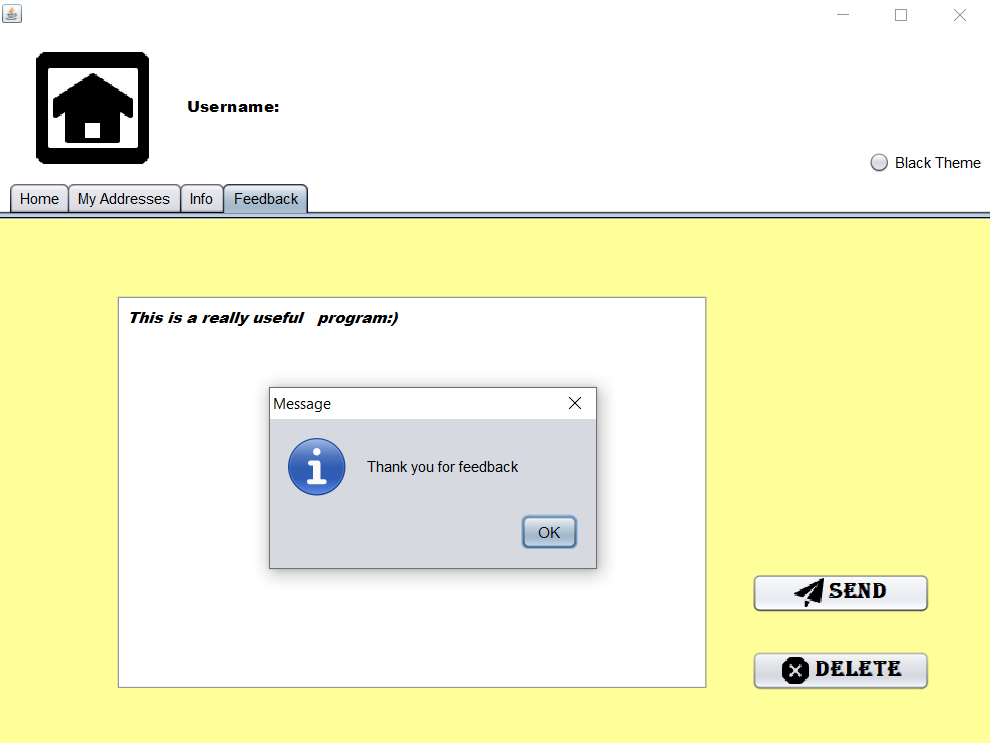 Username:
Black Theme
Home
My Addresses
Info
Feedback
This is a really useful   program:)
Message
Thank you for feedback
OK
SEND
DELETE